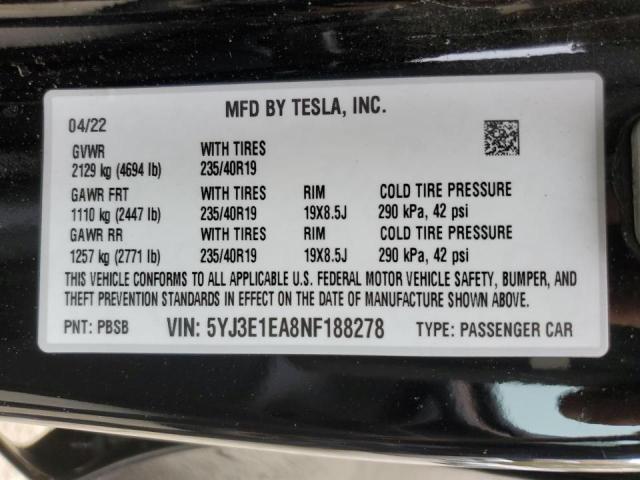 MFD BY TESLA, INC.
04/22
GVWR WITH TIRES
2129 kg (4694 lb) 235/40R19
GAWR FRT WITH TIRES RIM COLD TIRE PRESSURE
1110 kg (2447 lb) 235/40R19 19X8.5J 290 kPa, 42 psi
GAWR RR WITH TIRES RIM COLD TIRE PRESSURE
1257 kg (2771 lb) 235/40R19 19X8.5J 290 kPa, 42 psi
THIS VEHICLE CONFORMS TO ALL APPLICABLE U.S. FEDERAL MOTOR VEHICLE SAFETY, BUMPER, AND
THEFT PREVENTION STANDARDS IN EFFECT ON THE DATE OF MANUFACTURE SHOWN ABOVE.
PNT: PBSB VIN: 5YJ3E1EA8NF188278 TYPE: PASSENGER CAR